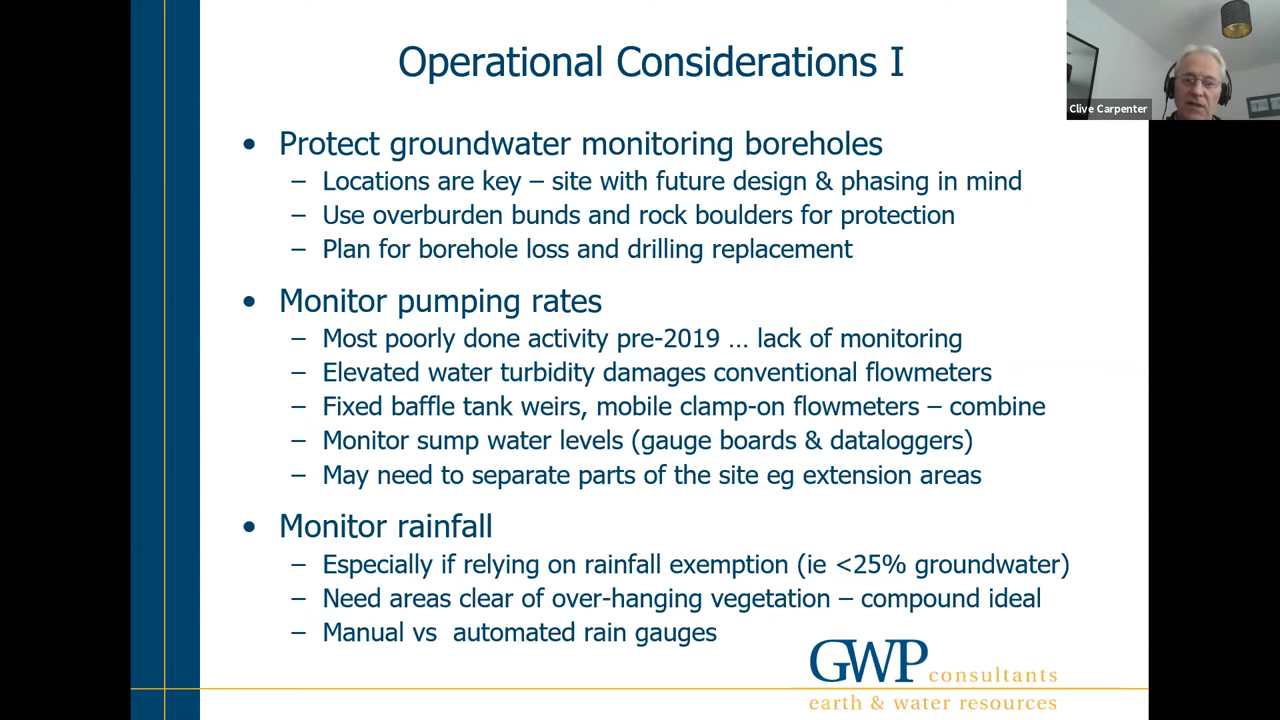 Operational Considerations I
Clive Carpenter
• Protect groundwater monitoring boreholes
– Locations are key – site with future design & phasing in mind
– Use overburden bunds and rock boulders for protection
– Plan for borehole loss and drilling replacement
• Monitor pumping rates
– Most poorly done activity pre-2019 … lack of monitoring
– Elevated water turbidity damages conventional flowmeters
– Fixed baffle tank weirs, mobile clamp-on flowmeters – combine
– Monitor sump water levels (gauge boards & dataloggers)
– May need to separate parts of the site eg extension areas
• Monitor rainfall
– Especially if relying on rainfall exemption (ie <25% groundwater)
– Need areas clear of over-hanging vegetation – compound ideal
– Manual vs  automated rain gauges
GWP consultants
earth & water resources